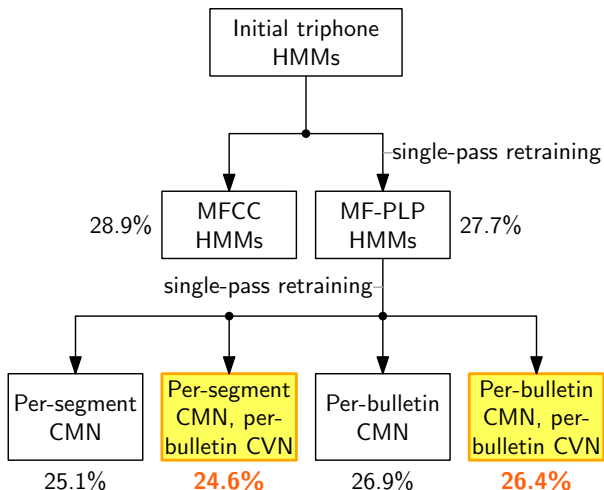 Initial triphone
HMMs
single-pass retraining
28.9%
MFCC
HMMs
MF-PLP
HMMs
27.7%
single-pass retraining
Per-segment
CMN
Per-segment
CMN, per-
bulletin CVN
Per-bulletin
CMN
Per-bulletin
CMN, per-
bulletin CVN
25.1%
24.6%
26.9%
26.4%